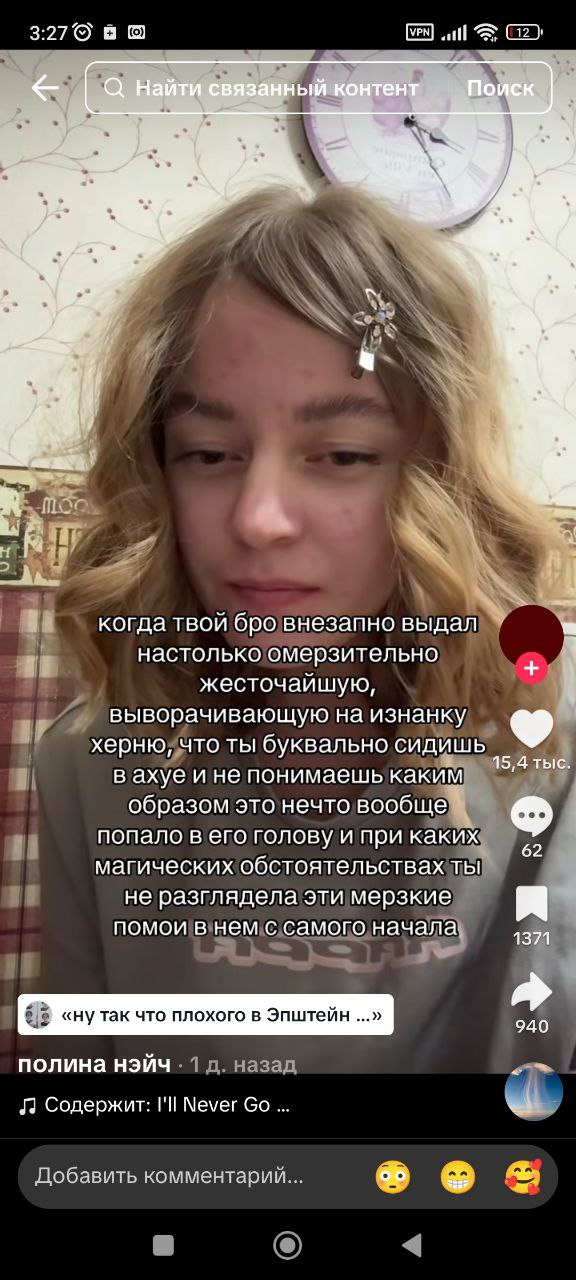 3:27
VPN
12
Найти связанный контент
Поиск
когда твой бро внезапно выдал
настолько омерзительно
жесточайшую,
выворачивающую на изнанку
херню, что ты буквально сидишь
в ахуе и не понимаешь каким
образом это нечто вообще
попало в его голову и при каких
магических обстоятельствах ты
не разглядела эти мерзкие
помои в нем с самого начала
15,4 тыс.
62
1371
940
«ну так что плохого в Эпштейн ...»
полина нэйч · 1 д. назад
Содержит: I'll Never Go ...
Добавить комментарий...